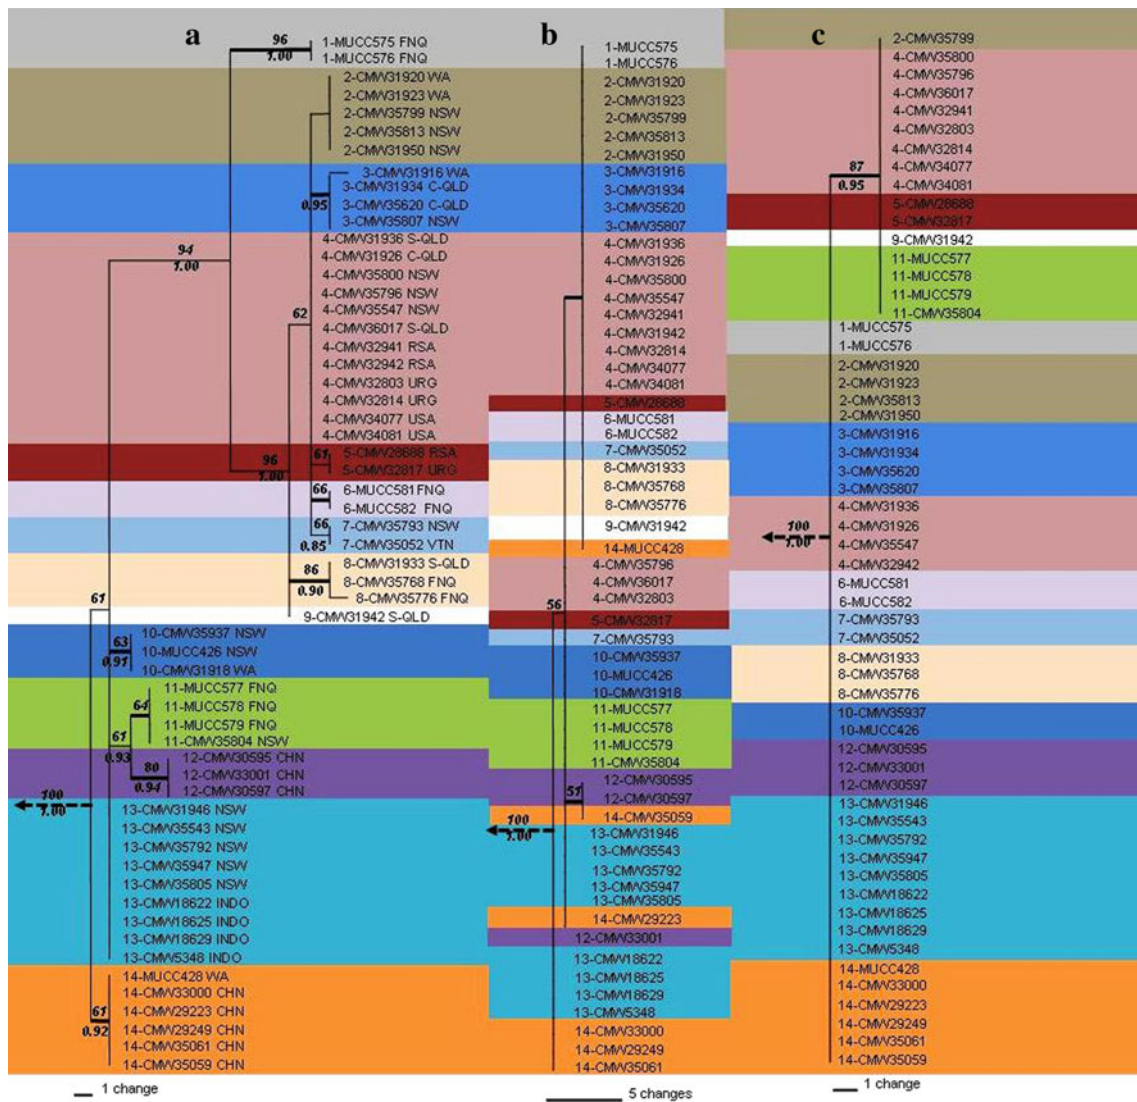 a
96
1.00
1-MUCC575 FNQ
1-MUCC576 FNQ
2-CMW31920 WA
2-CMW31923 WA
2-CMW35799 NSW
2-CMW35813 NSW
2-CMW31950 NSW
3-CMW31916 WA
0.95
3-CMW31934 C-QLD
3-CMW35620 C-QLD
3-CMW35807 NSW
94
1.00
4-CMW31936 S-QLD
4-CMW31926 C-QLD
4-CMW35800 NSW
4-CMW35796 NSW
62
4-CMW35547 NSW
4-CMW36017 S-QLD
4-CMW32941 RSA
4-CMW32942 RSA
4-CMW32803 URG
4-CMW32814 URG
4-CMW34077 USA
4-CMW34081 USA
96
1.00
61
5-CMW28688 RSA
5-CMW32817 URG
66
6-MUCC581 FNQ
6-MUCC582 FNQ
66
0.85
7-CMW35793 NSW
7-CMW35052 VTN
86
0.90
8-CMW31933 S-QLD
8-CMW35768 FNQ
8-CMW35776 FNQ
61
9-CMW31942 S-QLD
63
0.91
10-CMW35937 NSW
10-MUCC426 NSW
10-CMW31918 WA
64
11-MUCC577 FNQ
11-MUCC578 FNQ
11-MUCC579 FNQ
11-CMW35804 NSW
61
0.93
80
0.94
12-CMW30595 CHN
12-CMW33001 CHN
12-CMW30597 CHN
100
1.00
13-CMW31946 NSW
13-CMW35543 NSW
13-CMW35792 NSW
13-CMW35947 NSW
13-CMW35805 NSW
13-CMW18622 INDO
13-CMW18625 INDO
13-CMW18629 INDO
13-CMW5348 INDO
61
0.92
14-MUCC428 WA
14-CMW33000 CHN
14-CMW29223 CHN
14-CMW29249 CHN
14-CMW35061 CHN
14-CMW35059 CHN
1 change
b
1-MUCC575
1-MUCC576
2-CMW31920
2-CMW31923
2-CMW35799
2-CMW35813
2-CMW31950
3-CMW31916
3-CMW31934
3-CMW35620
3-CMW35807
4-CMW31936
4-CMW31926
4-CMW35800
4-CMW35547
4-CMW32941
4-CMW31942
4-CMW32814
4-CMW34077
4-CMW34081
5-CMW28688
6-MUCC581
6-MUCC582
7-CMW35052
8-CMW31933
8-CMW35768
8-CMW35776
9-CMW31942
14-MUCC428
4-CMW35796
4-CMW36017
4-CMW32803
56
5-CMW32817
7-CMW35793
10-CMW35937
10-MUCC426
10-CMW31918
11-MUCC577
11-MUCC578
11-MUCC579
11-CMW35804
51
12-CMW30595
12-CMW30597
14-CMW35059
100
1.00
13-CMW31946
13-CMW35543
13-CMW35792
13-CMW35947
13-CMW35805
14-CMW29223
12-CMW33001
13-CMW18622
13-CMW18625
13-CMW18629
13-CMW5348
14-CMW33000
14-CMW29249
14-CMW35061
5 changes
c
2-CMW35799
4-CMW35800
4-CMW35796
4-CMW36017
4-CMW32941
4-CMW32803
4-CMW32814
4-CMW34077
4-CMW34081
87
0.95
5-CMW28688
5-CMW32817
9-CMW31942
11-MUCC577
11-MUCC578
11-MUCC579
11-CMW35804
1-MUCC575
1-MUCC576
2-CMW31920
2-CMW31923
2-CMW35813
2-CMW31950
3-CMW31916
3-CMW31934
3-CMW35620
3-CMW35807
4-CMW31936
4-CMW31926
4-CMW35547
4-CMW32942
100
1.00
6-MUCC581
6-MUCC582
7-CMW35793
7-CMW35052
8-CMW31933
8-CMW35768
8-CMW35776
10-CMW35937
10-MUCC426
12-CMW30595
12-CMW33001
12-CMW30597
13-CMW31946
13-CMW35543
13-CMW35792
13-CMW35947
13-CMW35805
13-CMW18622
13-CMW18625
13-CMW18629
13-CMW5348
14-MUCC428
14-CMW33000
14-CMW29223
14-CMW29249
14-CMW35061
14-CMW35059
1 change